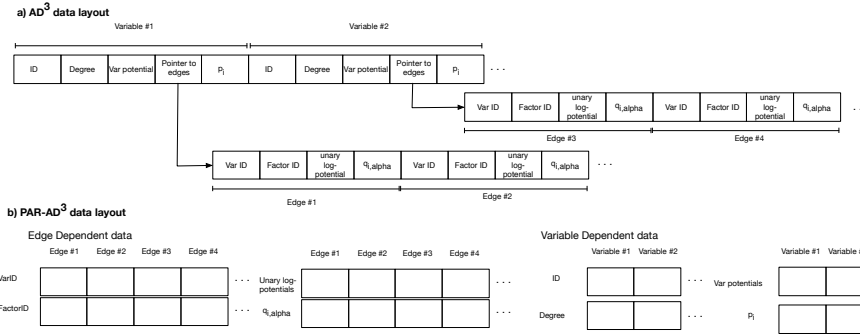 a) AD3 data layout
Variable #1 Variable #2
ID Degree Var potential Pointer to edges pi ID Degree Var potential Pointer to edges pi . . .
Var ID Factor ID unary log-potential qi,alpha Var ID Factor ID unary log-potential qi,alpha
Edge #3 Edge #4
Var ID Factor ID unary log-potential qi,alpha Var ID Factor ID unary log-potential qi,alpha . . .
Edge #1 Edge #2
b) PAR-AD3 data layout
Edge Dependent data Variable Dependent data
Edge #1 Edge #2 Edge #3 Edge #4 Edge #1 Edge #2 Edge #3 Edge #4 Variable #1 Variable #2 Variable #1
VarID . . . Unary log-potentials . . . ID . . . Var potentials
FactorID qi,alpha . . . Degree . . . pi